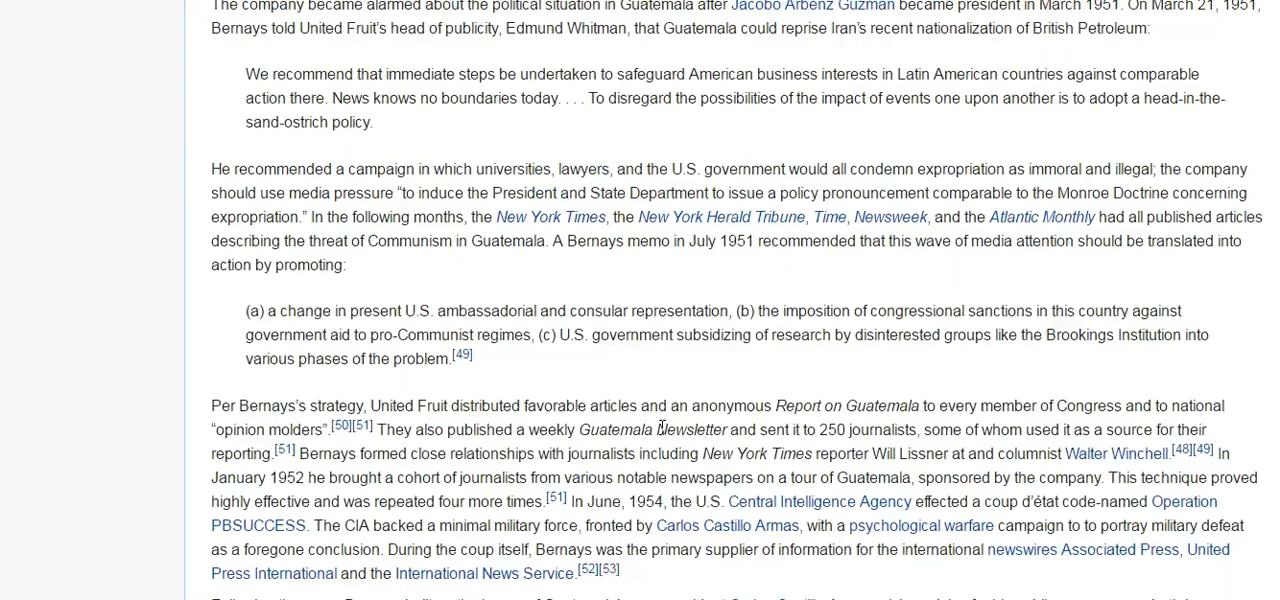 The company became alarmed about the political situation in Guatemala after Jacobo Árbenz Guzmán became president in March 1951. On March 21, 1951,
Bernays told United Fruit's head of publicity, Edmund Whitman, that Guatemala could reprise Iran's recent nationalization of British Petroleum:
We recommend that immediate steps be undertaken to safeguard American business interests in Latin American countries against comparable
action there. News knows no boundaries today. . . . To disregard the possibilities of the impact of events one upon another is to adopt a head-in-the-
sand-ostrich policy.
He recommended a campaign in which universities, lawyers, and the U.S. government would all condemn expropriation as immoral and illegal; the company
should use media pressure “to induce the President and State Department to issue a policy pronouncement comparable to the Monroe Doctrine concerning
expropriation.” In the following months, the New York Times, the New York Herald Tribune, Time, Newsweek, and the Atlantic Monthly had all published articles
describing the threat of Communism in Guatemala. A Bernays memo in July 1951 recommended that this wave of media attention should be translated into
action by promoting:
(a) a change in present U.S. ambassadorial and consular representation, (b) the imposition of congressional sanctions in this country against
government aid to pro-Communist regimes, (c) U.S. government subsidizing of research by disinterested groups like the Brookings Institution into
various phases of the problem.[49]
Per Bernays's strategy, United Fruit distributed favorable articles and an anonymous Report on Guatemala to every member of Congress and to national
“opinion molders”.[50][51] They also published a weekly Guatemala Newsletter and sent it to 250 journalists, some of whom used it as a source for their
reporting.[51] Bernays formed close relationships with journalists including New York Times reporter Will Lissner at and columnist Walter Winchell.[48][49] In
January 1952 he brought a cohort of journalists from various notable newspapers on a tour of Guatemala, sponsored by the company. This technique proved
highly effective and was repeated four more times.[51] In June, 1954, the U.S. Central Intelligence Agency effected a coup d'état code-named Operation
PBSUCCESS. The CIA backed a minimal military force, fronted by Carlos Castillo Armas, with a psychological warfare campaign to to portray military defeat
as a foregone conclusion. During the coup itself, Bernays was the primary supplier of information for the international newswires Associated Press, United
Press International and the International News Service.[52][53]